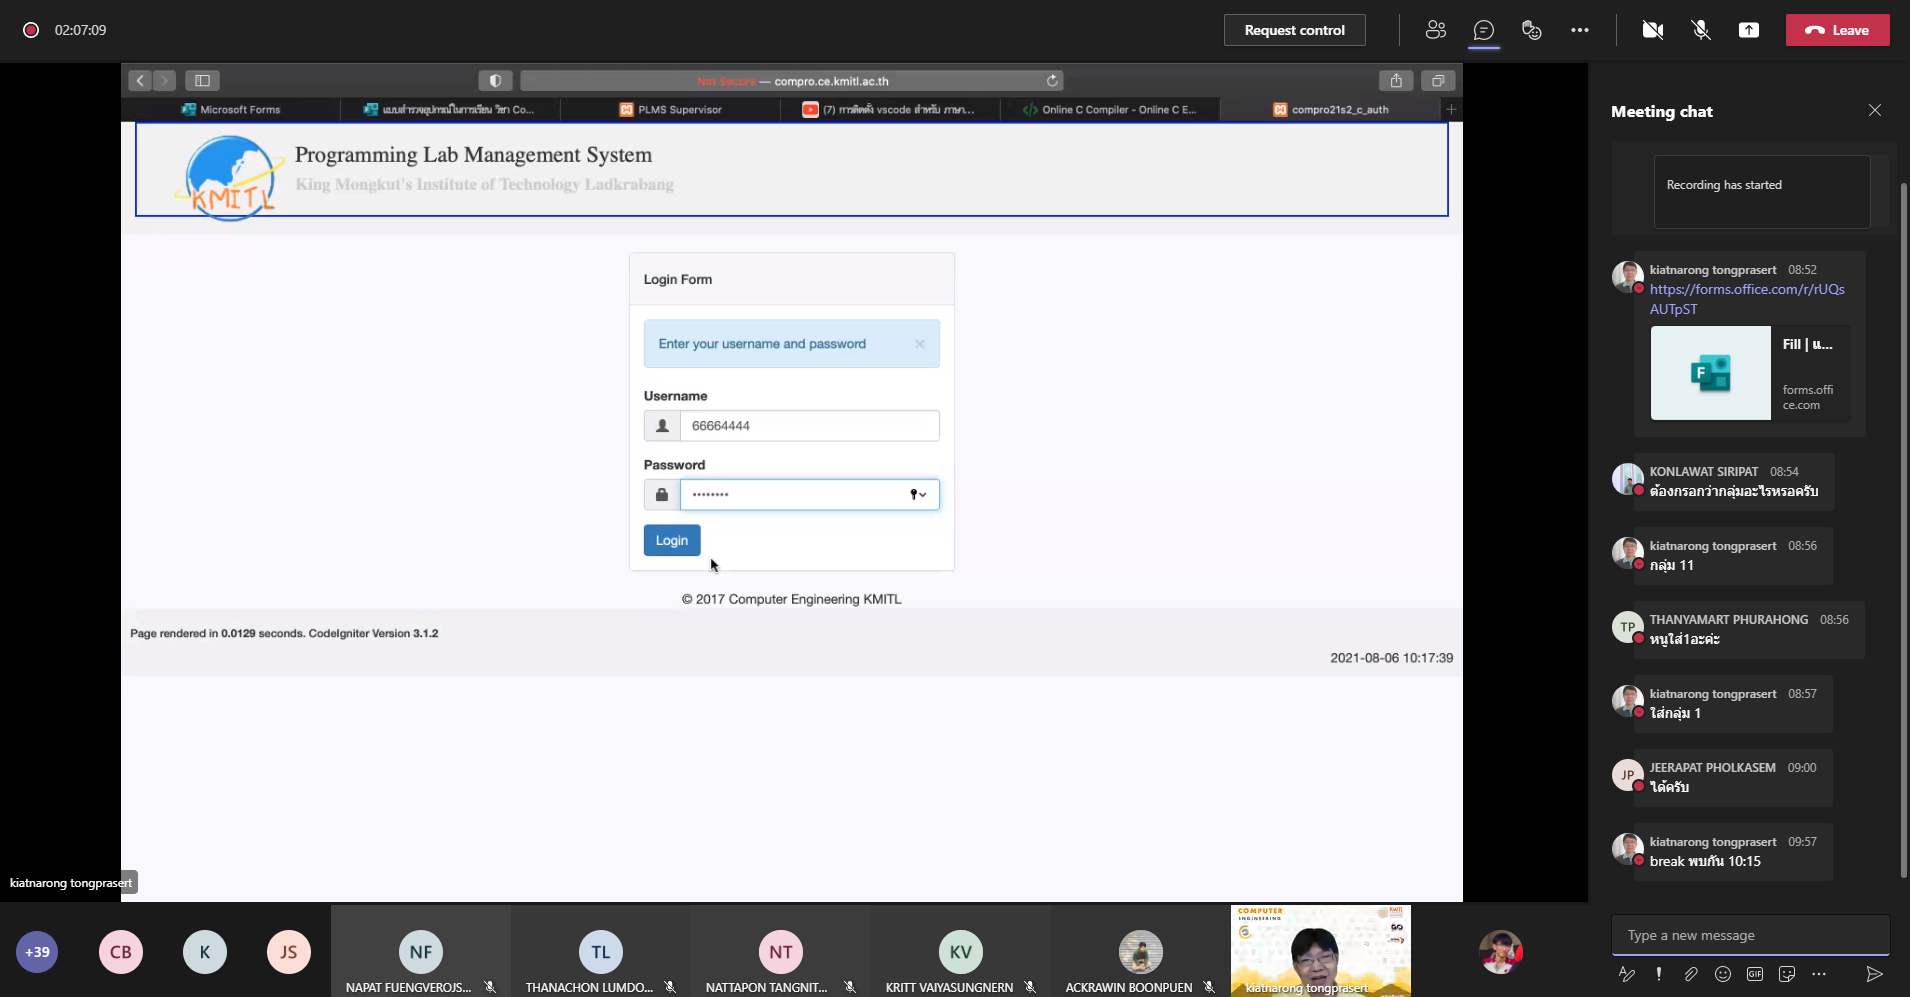 02:07:09
Request control
Leave
Not Secure — compro.ce.kmitl.ac.th
Microsoft Forms
แบบสำรวจอุปกรณ์ในการเรียน วิชา Co...
PLMS Supervisor
(7) การติดตั้ง vscode สำหรับ ภาษา...
Online C Compiler - Online C E...
compro21s2_c_auth
KMITL
Programming Lab Management System
King Mongkut's Institute of Technology Ladkrabang
Login Form
Enter your username and password
Username
66664444
Password
••••••••
Login
© 2017 Computer Engineering KMITL
Page rendered in 0.0129 seconds. CodeIgniter Version 3.1.2
2021-08-06 10:17:39
kiatnarong tongprasert
Meeting chat
Recording has started
kiatnarong tongprasert 08:52
https://forms.office.com/r/rUQs
AUTpST
F
Fill | แ...
forms.offi
ce.com
KONLAWAT SIRIPAT 08:54
ต้องกรอกว่ากลุ่มอะไรหรอครับ
kiatnarong tongprasert 08:56
กลุ่ม 11
TP
THANYAMART PHURAHONG 08:56
หนูใส่1อะค่ะ
kiatnarong tongprasert 08:57
ใส่กลุ่ม 1
JP
JEERAPAT PHOLKASEM 09:00
ได้ครับ
kiatnarong tongprasert 09:57
break พบกัน 10:15
Type a new message
GIF
+39
CB
K
JS
NF
NAPAT FUENGVEROJS...
TL
THANACHON LUMDO...
NT
NATTAPON TANGNIT...
KV
KRITT VAIYASUNGNERN
ACKRAWIN BOONPUEN
COMPUTER
ENGINEERING
kiatnarong tongprasert